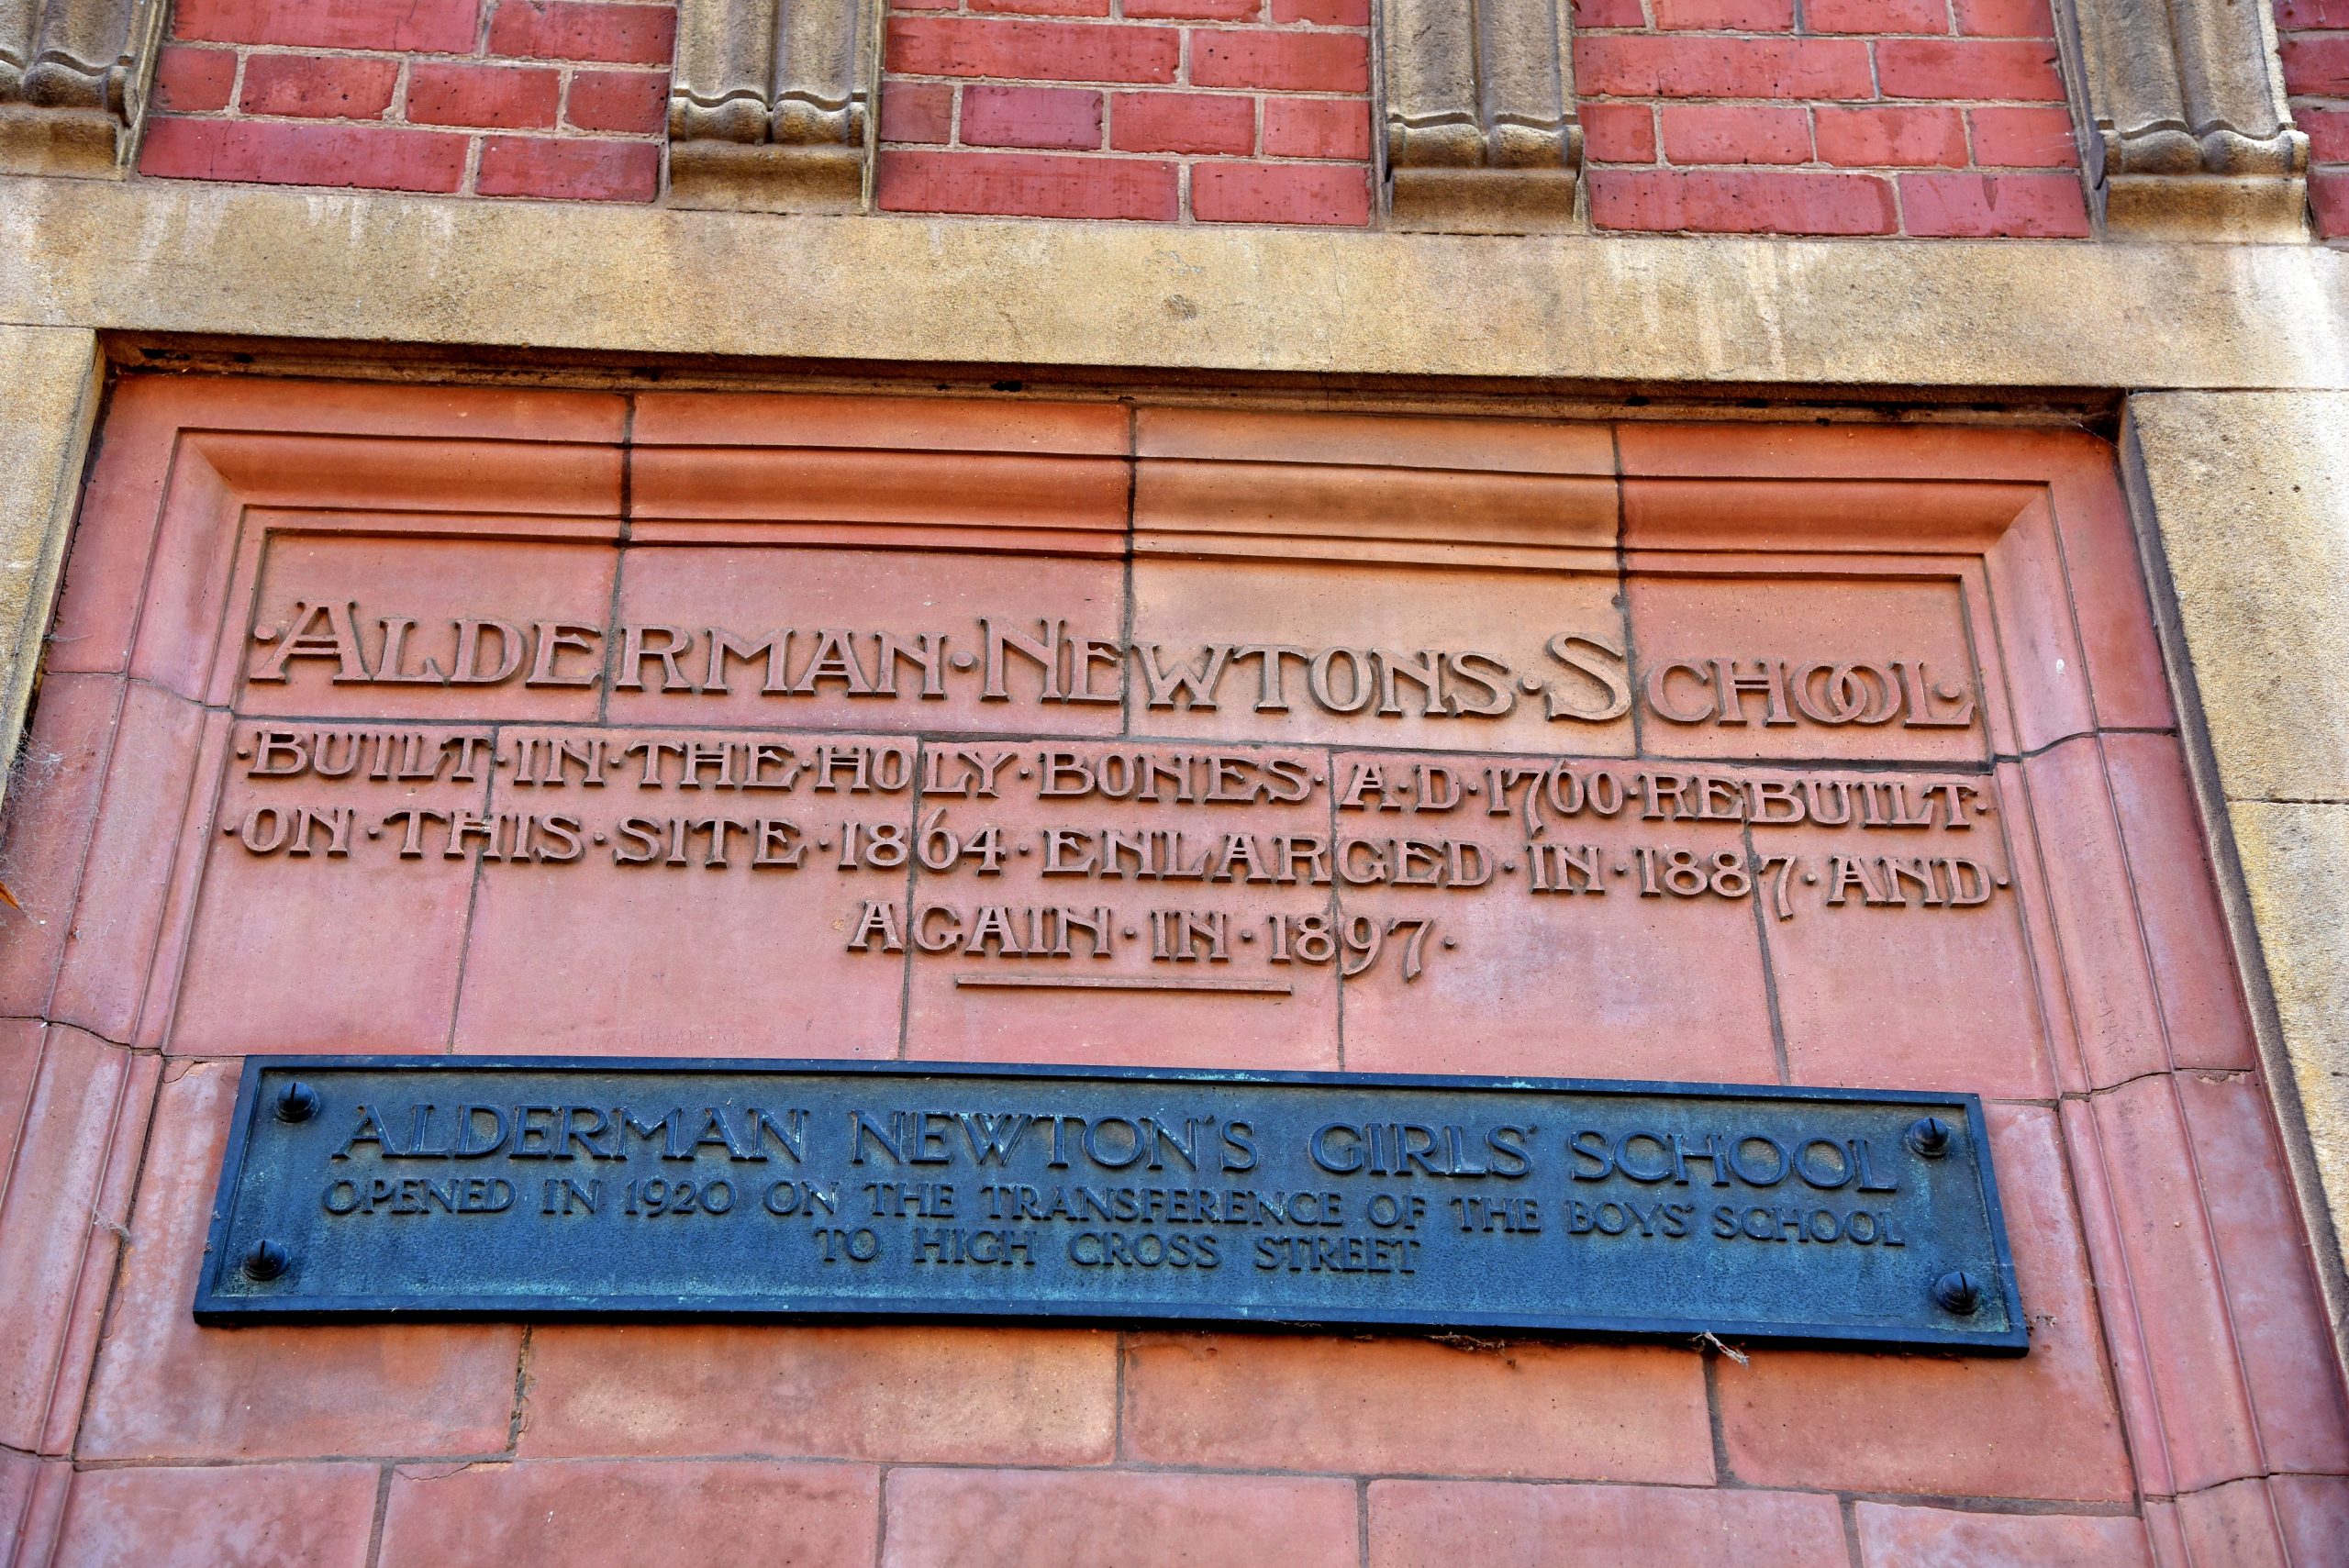 ·ALDERMAN·NEWTONS·SCHOOL·
·BUILT·IN·THE·HOLY·BONES·A·D·1760·REBUILT·
·ON·THIS·SITE·1864·ENLARGED·IN·1887·AND·
AGAIN·IN·1897·
ALDERMAN NEWTON'S GIRLS' SCHOOL
OPENED IN 1920 ON THE TRANSFERENCE OF THE BOYS' SCHOOL
TO HIGH CROSS STREET